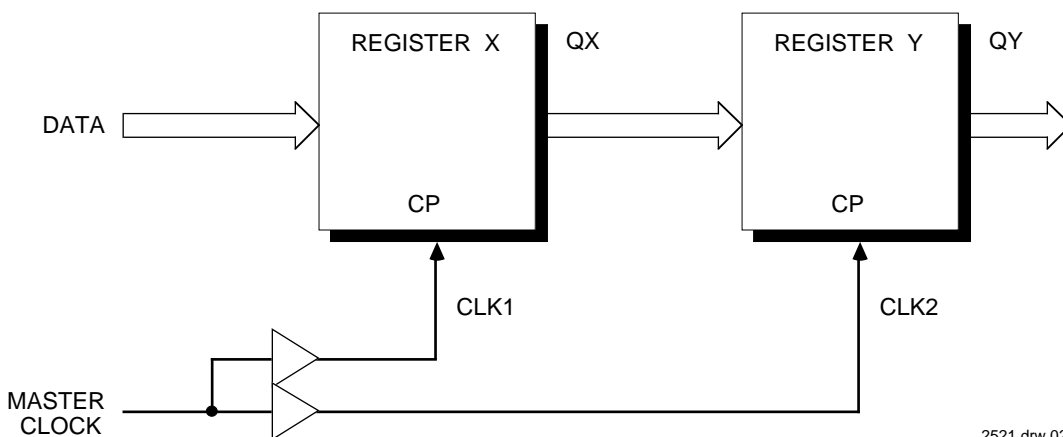 REGISTER X
QX
REGISTER Y
QY
DATA
CP
CP
CLK1
CLK2
MASTER
CLOCK